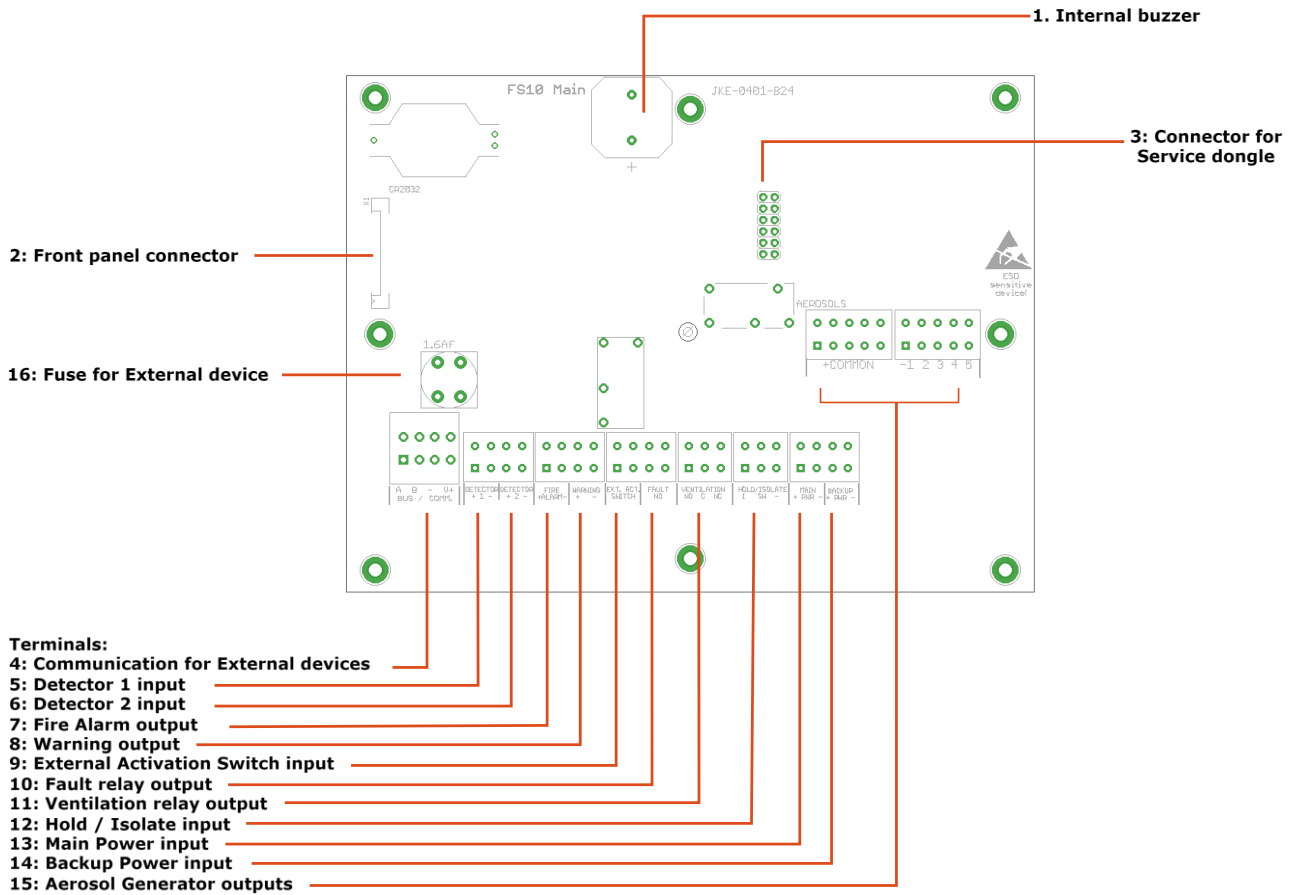 1. Internal buzzer
FS10 Main
JKE-0401-B24
3: Connector for
Service dongle
+
CR2032
X1
2: Front panel connector
ESD
sensitive
device!
AEROSOLS
1.6AF
+COMMON
-1 2 3 4 5
16: Fuse for External device
A B - V+
BUS / COMM.
DETECTOR
+ 1 -
DETECTOR
+ 2 -
FIRE
+ALARM-
WARNING
+ -
EXT. ACT.
SWITCH
FAULT
NO
VENTILATION
NO C NC
HOLD/ISOLATE
I SW -
MAIN
+ PWR -
BACKUP
+ PWR -
Terminals:
4: Communication for External devices
5: Detector 1 input
6: Detector 2 input
7: Fire Alarm output
8: Warning output
9: External Activation Switch input
10: Fault relay output
11: Ventilation relay output
12: Hold / Isolate input
13: Main Power input
14: Backup Power input
15: Aerosol Generator outputs